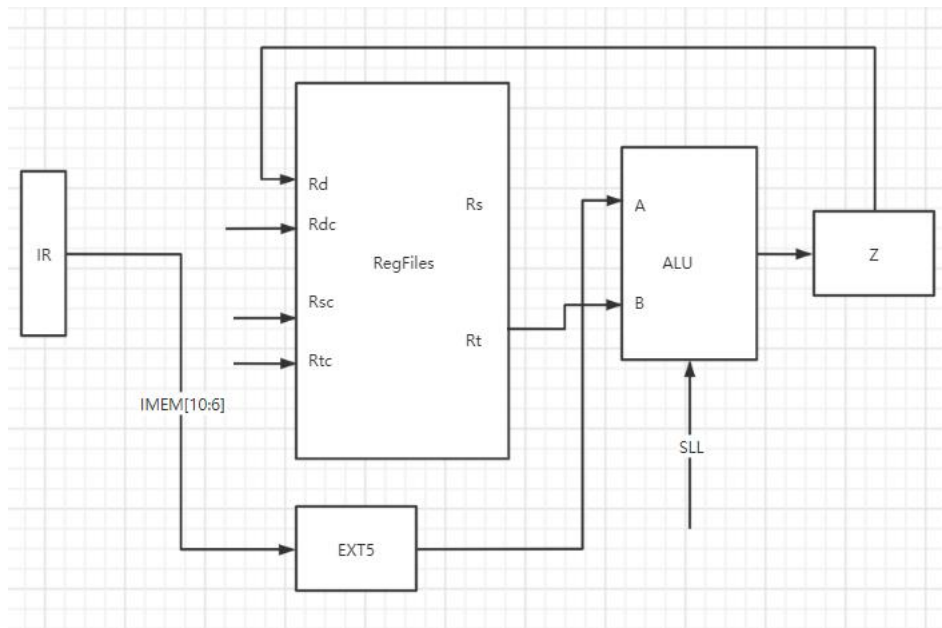 Rd
Rs
Rdc
A
IR
RegFiles
ALU
Z
Rsc
B
Rt
Rtc
IMEM[10:6]
SLL
EXT5